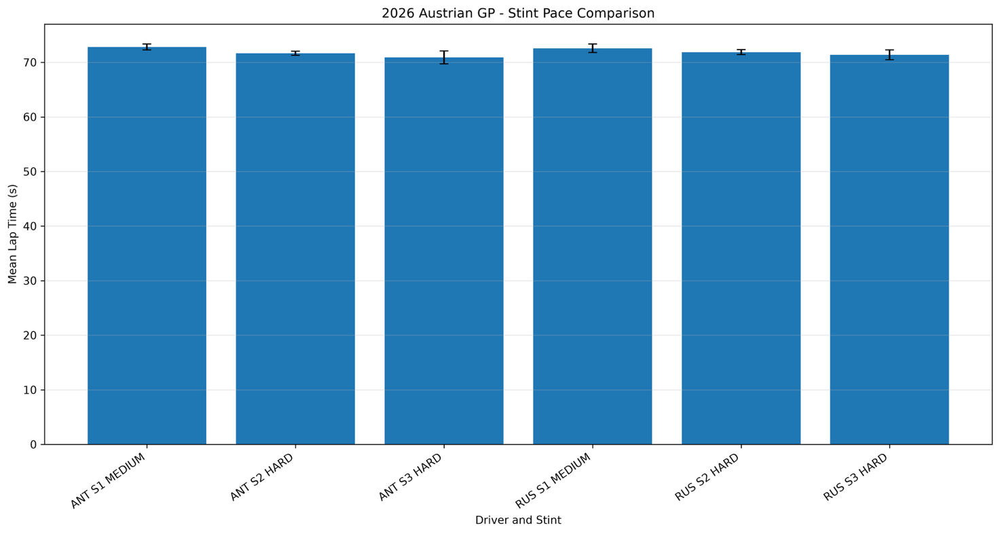 2026 Austrian GP - Stint Pace Comparison
Mean Lap Time (s)
70
60
50
40
30
20
10
0
ANT S1 MEDIUM
ANT S2 HARD
ANT S3 HARD
RUS S1 MEDIUM
RUS S2 HARD
RUS S3 HARD
Driver and Stint